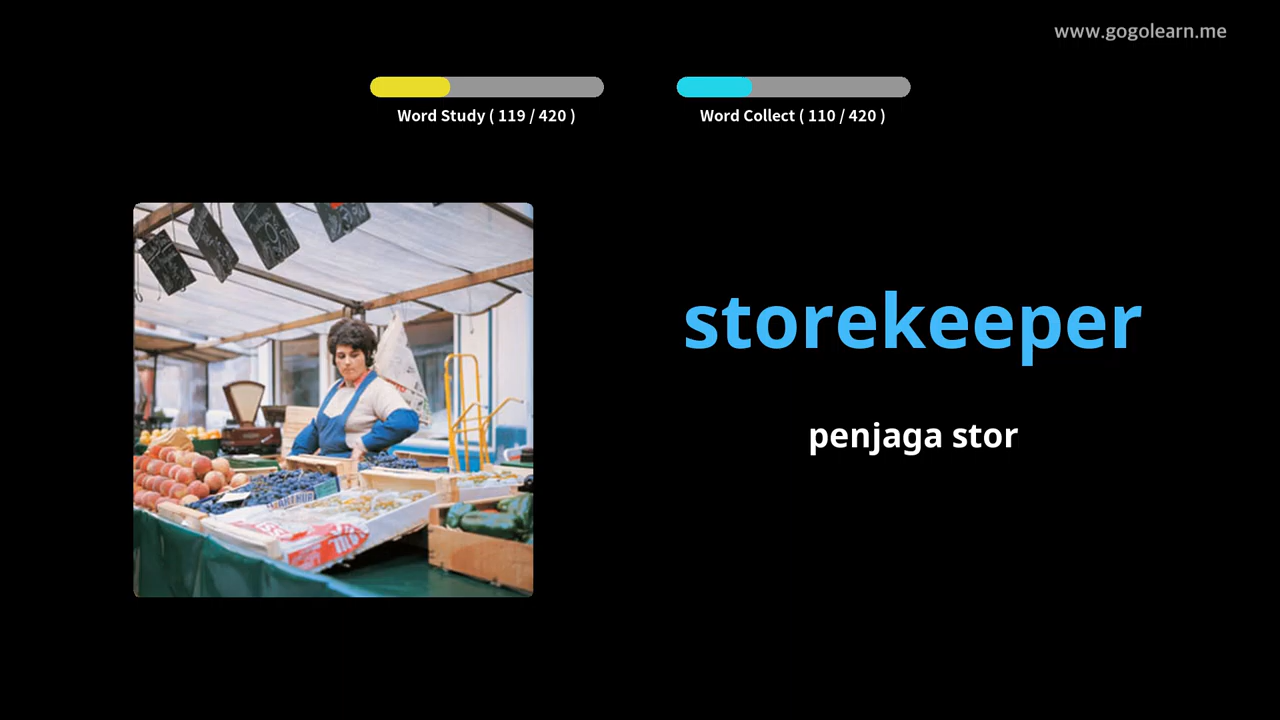 www.gogolearn.me
Word Study ( 119 / 420 )
Word Collect ( 110 / 420 )
storekeeper
penjaga stor